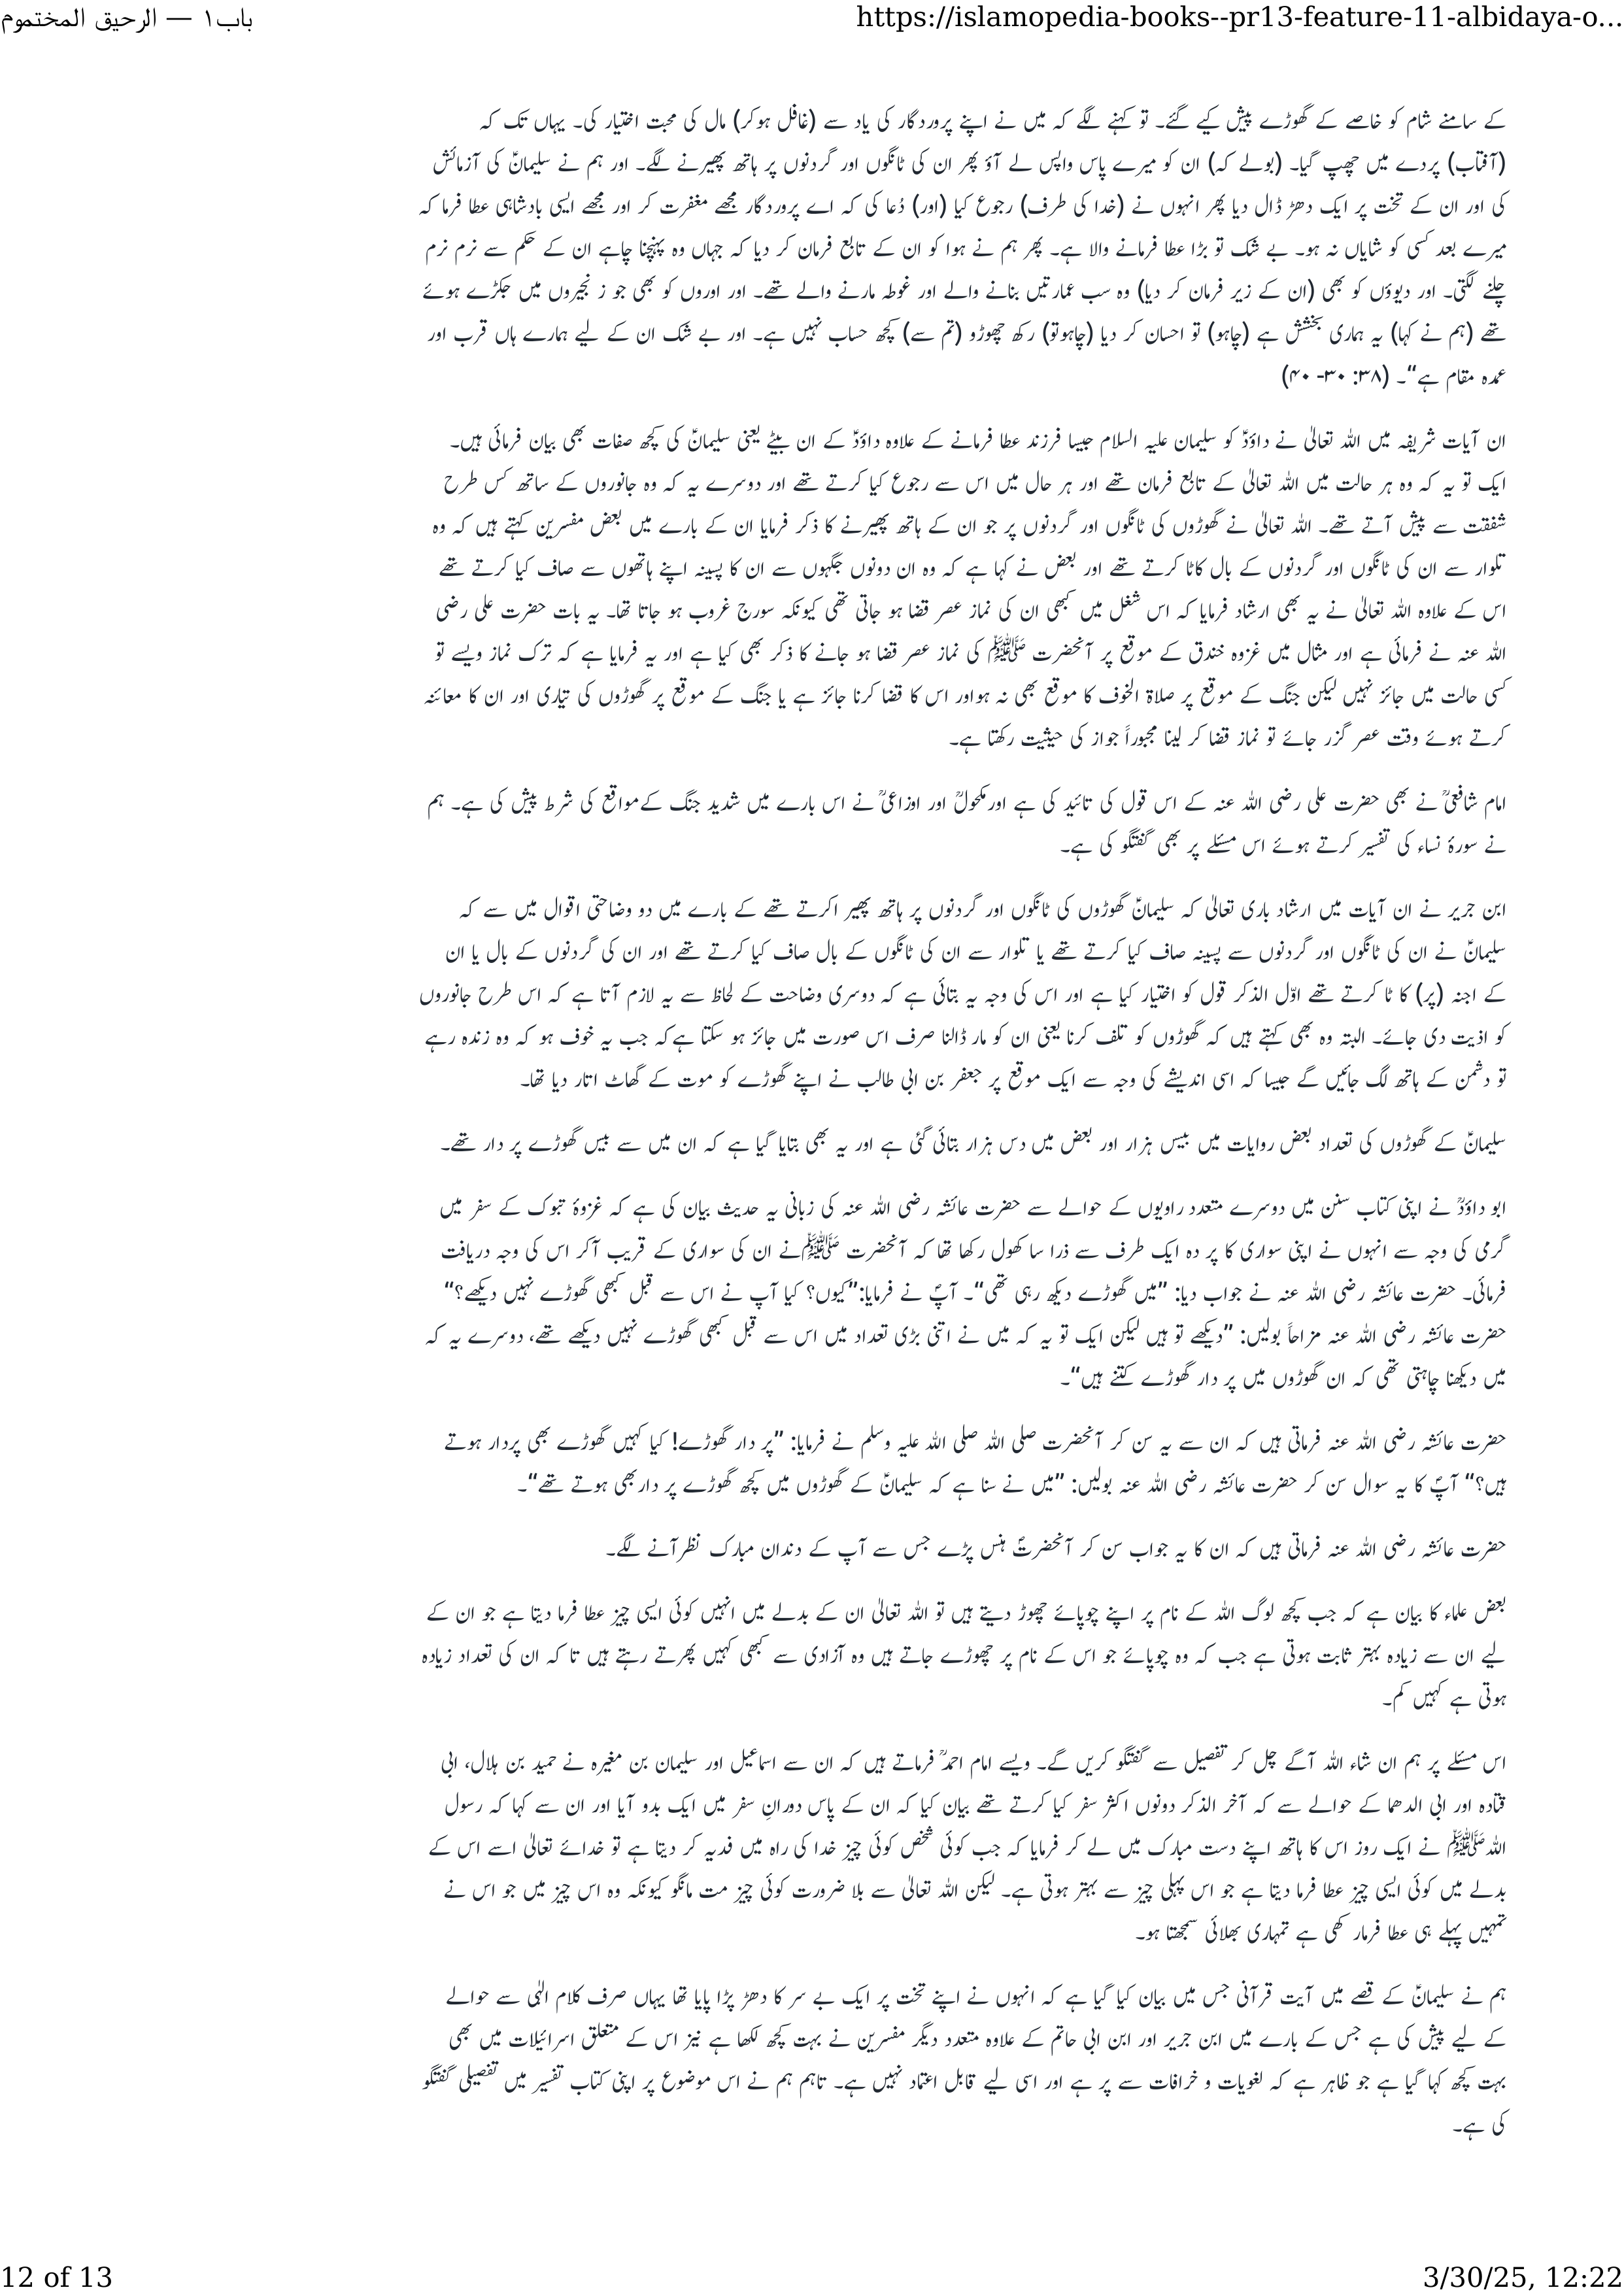 باب۱ — الرحیق المختموم
https://islamopedia-books--pr13-feature-11-albidaya-o...
کے سامنے شام کو خاصے کے گھوڑے پیش کیے گئے۔ تو کہنے لگے کہ میں نے اپنے پروردگار کی یاد سے (غافل ہوکر) مال کی محبت اختیار کی۔ یہاں تک کہ
(آفتاب) پردے میں چھپ گیا۔ (بولے کہ) ان کو میرے پاس واپس لے آؤ پھر ان کی ٹانگوں اور گردنوں پر ہاتھ پھیرنے لگے۔ اور ہم نے سلیمانؑ کی آزمائش
کی اور ان کے تخت پر ایک دھڑ ڈال دیا پھر انہوں نے (خدا کی طرف) رجوع کیا (اور) دُعا کی کہ اے پروردگار مجھے مغفرت کر اور مجھے ایسی بادشاہی عطا فرما کہ
میرے بعد کسی کو شایاں نہ ہو۔ بے شک تو بڑا عطا فرمانے والا ہے۔ پھر ہم نے ہوا کو ان کے تابع فرمان کر دیا کہ جہاں وہ پہنچنا چاہے ان کے حکم سے نرم نرم
چلنے لگتی۔ اور دیوؤں کو بھی (ان کے زیر فرمان کر دیا) وہ سب عمارتیں بنانے والے اور غوطہ مارنے والے تھے۔ اور اوروں کو بھی جو ز نجیروں میں جکڑے ہوئے
تھے (ہم نے کہا) یہ ہماری بخشش ہے (چاہو) تو احسان کر دیا (چاہوتو) رکھ چھوڑو (تم سے) کچھ حساب نہیں ہے۔ اور بے شک ان کے لیے ہمارے ہاں قرب اور
عمدہ مقام ہے“۔ (۳۸: ۳۰- ۴۰)
ان آیات شریفہ میں اللہ تعالیٰ نے داؤدؑ کو سلیمان علیہ السلام جیسا فرزند عطا فرمانے کے علاوہ داؤدؑ کے ان بیٹے یعنی سلیمانؑ کی کچھ صفات بھی بیان فرمائی ہیں۔
ایک تو یہ کہ وہ ہر حالت میں اللہ تعالیٰ کے تابع فرمان تھے اور ہر حال میں اس سے رجوع کیا کرتے تھے اور دوسرے یہ کہ وہ جانوروں کے ساتھ کس طرح
شفقت سے پیش آتے تھے۔ اللہ تعالیٰ نے گھوڑوں کی ٹانگوں اور گردنوں پر جو ان کے ہاتھ پھیرنے کا ذکر فرمایا ان کے بارے میں بعض مفسرین کہتے ہیں کہ وہ
تلوار سے ان کی ٹانگوں اور گردنوں کے بال کاٹا کرتے تھے اور بعض نے کہا ہے کہ وہ ان دونوں جگہوں سے ان کا پسینہ اپنے ہاتھوں سے صاف کیا کرتے تھے
اس کے علاوہ اللہ تعالیٰ نے یہ بھی ارشاد فرمایا کہ اس شغل میں کبھی ان کی نماز عصر قضا ہو جاتی تھی کیونکہ سورج غروب ہو جاتا تھا۔ یہ بات حضرت علی رضی
اللہ عنہ نے فرمائی ہے اور مثال میں غزوہ خندق کے موقع پر آنحضرت ﷺ کی نماز عصر قضا ہو جانے کا ذکر بھی کیا ہے اور یہ فرمایا ہے کہ ترک نماز ویسے تو
کسی حالت میں جائز نہیں لیکن جنگ کے موقع پر صلاۃ الخوف کا موقع بھی نہ ہواور اس کا قضا کرنا جائز ہے یا جنگ کے موقع پر گھوڑوں کی تیاری اور ان کا معائنہ
کرتے ہوئے وقت عصر گزر جائے تو نماز قضا کر لینا مجبوراً جواز کی حیثیت رکھتا ہے۔
امام شافعیؒ نے بھی حضرت علی رضی اللہ عنہ کے اس قول کی تائید کی ہے اورمکحولؒ اور اوزاعیؒ نے اس بارے میں شدید جنگ کےمواقع کی شرط پیش کی ہے۔ ہم
نے سورۂ نساء کی تفسیر کرتے ہوئے اس مسئلے پر بھی گفتگو کی ہے۔
ابن جریر نے ان آیات میں ارشاد باری تعالیٰ کہ سلیمانؑ گھوڑوں کی ٹانگوں اور گردنوں پر ہاتھ پھیر اکرتے تھے کے بارے میں دو وضاحتی اقوال میں سے کہ
سلیمانؑ نے ان کی ٹانگوں اور گردنوں سے پسینہ صاف کیا کرتے تھے یا تلوار سے ان کی ٹانگوں کے بال صاف کیا کرتے تھے اور ان کی گردنوں کے بال یا ان
کے اجنہ (پر) کا ٹا کرتے تھے اوّل الذکر قول کو اختیار کیا ہے اور اس کی وجہ یہ بتائی ہے کہ دوسری وضاحت کے لحاظ سے یہ لازم آتا ہے کہ اس طرح جانوروں
کو اذیت دی جائے۔ البتہ وہ بھی کہتے ہیں کہ گھوڑوں کو تلف کرنا یعنی ان کو مار ڈالنا صرف اس صورت میں جائز ہو سکتا ہےکہ جب یہ خوف ہو کہ وہ زندہ رہے
تو دشمن کے ہاتھ لگ جائیں گے جیسا کہ اسی اندیشے کی وجہ سے ایک موقع پر جعفر بن ابی طالب نے اپنے گھوڑے کو موت کے گھاٹ اتار دیا تھا۔
سلیمانؑ کے گھوڑوں کی تعداد بعض روایات میں بیس ہزار اور بعض میں دس ہزار بتائی گئی ہے اور یہ بھی بتایا گیا ہے کہ ان میں سے بیس گھوڑے پر دار تھے۔
ابو داؤدؒ نے اپنی کتاب سنن میں دوسرے متعدد راویوں کے حوالے سے حضرت عائشہ رضی اللہ عنہ کی زبانی یہ حدیث بیان کی ہے کہ غزوۂ تبوک کے سفر میں
گرمی کی وجہ سے انہوں نے اپنی سواری کا پر دہ ایک طرف سے ذرا سا کھول رکھا تھا کہ آنحضرت ﷺنے ان کی سواری کے قریب آکر اس کی وجہ دریافت
فرمائی۔ حضرت عائشہ رضی اللہ عنہ نے جواب دیا: ”میں گھوڑے دیکھ رہی تھی“۔ آپؐ نے فرمایا:”کیوں؟ کیا آپ نے اس سے قبل کبھی گھوڑے نہیں دیکھے؟“
حضرت عائشہ رضی اللہ عنہ مزاحاً بولیں: ”دیکھے تو ہیں لیکن ایک تو یہ کہ میں نے اتنی بڑی تعداد میں اس سے قبل کبھی گھوڑے نہیں دیکھے تھے، دوسرے یہ کہ
میں دیکھنا چاہتی تھی کہ ان گھوڑوں میں پر دار گھوڑے کتنے ہیں“۔
حضرت عائشہ رضی اللہ عنہ فرماتی ہیں کہ ان سے یہ سن کر آنحضرت صلی اللہ صلی اللہ علیہ وسلم نے فرمایا: ”پر دار گھوڑے! کیا کہیں گھوڑے بھی پردار ہوتے
ہیں؟“ آپؐ کا یہ سوال سن کر حضرت عائشہ رضی اللہ عنہ بولیں: ”میں نے سنا ہے کہ سلیمانؑ کے گھوڑوں میں کچھ گھوڑے پر داربھی ہوتے تھے“۔
حضرت عائشہ رضی اللہ عنہ فرماتی ہیں کہ ان کا یہ جواب سن کر آنحضرتؐ ہنس پڑے جس سے آپ کے دندان مبارک نظرآنے لگے۔
بعض علماء کا بیان ہے کہ جب کچھ لوگ اللہ کے نام پر اپنے چوپائے چھوڑ دیتے ہیں تو اللہ تعالیٰ ان کے بدلے میں انہیں کوئی ایسی چیز عطا فرما دیتا ہے جو ان کے
لیے ان سے زیادہ بہتر ثابت ہوتی ہے جب کہ وہ چوپائے جو اس کے نام پر چھوڑے جاتے ہیں وہ آزادی سے کبھی کہیں پھرتے رہتے ہیں تا کہ ان کی تعداد زیادہ
ہوتی ہے کہیں کم۔
اس مسئلے پر ہم ان شاء اللہ آگے چل کر تفصیل سے گفتگو کریں گے۔ ویسے امام احمدؒ فرماتے ہیں کہ ان سے اسماعیل اور سلیمان بن مغیرہ نے حمید بن ہلال، ابی
قتادہ اور ابی الدھما کے حوالے سے کہ آخر الذکر دونوں اکثر سفر کیا کرتے تھے بیان کیا کہ ان کے پاس دورانِ سفر میں ایک بدو آیا اور ان سے کہا کہ رسول
اللہﷺ نے ایک روز اس کا ہاتھ اپنے دست مبارک میں لے کر فرمایا کہ جب کوئی شخص کوئی چیز خدا کی راہ میں فدیہ کر دیتا ہے تو خدائے تعالیٰ اسے اس کے
بدلے میں کوئی ایسی چیز عطا فرما دیتا ہے جو اس پہلی چیز سے بہتر ہوتی ہے۔ لیکن اللہ تعالیٰ سے بلا ضرورت کوئی چیز مت مانگو کیونکہ وہ اس چیز میں جو اس نے
تمہیں پہلے ہی عطا فرمار کھی ہے تمہاری بھلائی سمجھتا ہو۔
ہم نے سلیمانؑ کے قصے میں آیت قرآنی جس میں بیان کیا گیا ہے کہ انہوں نے اپنے تخت پر ایک بے سر کا دھڑ پڑا پایا تھا یہاں صرف کلام الٰہی سے حوالے
کے لیے پیش کی ہے جس کے بارے میں ابن جریر اور ابن ابی حاتم کے علاوہ متعدد دیگر مفسرین نے بہت کچھ لکھا ہے نیز اس کے متعلق اسرائیلات میں بھی
بہت کچھ کہا گیا ہے جو ظاہر ہے کہ لغویات و خرافات سے پر ہے اور اسی لیے قابل اعتماد نہیں ہے۔ تاہم ہم نے اس موضوع پر اپنی کتاب تفسیر میں تفصیلی گفتگو
کی ہے۔
12 of 13
3/30/25, 12:22